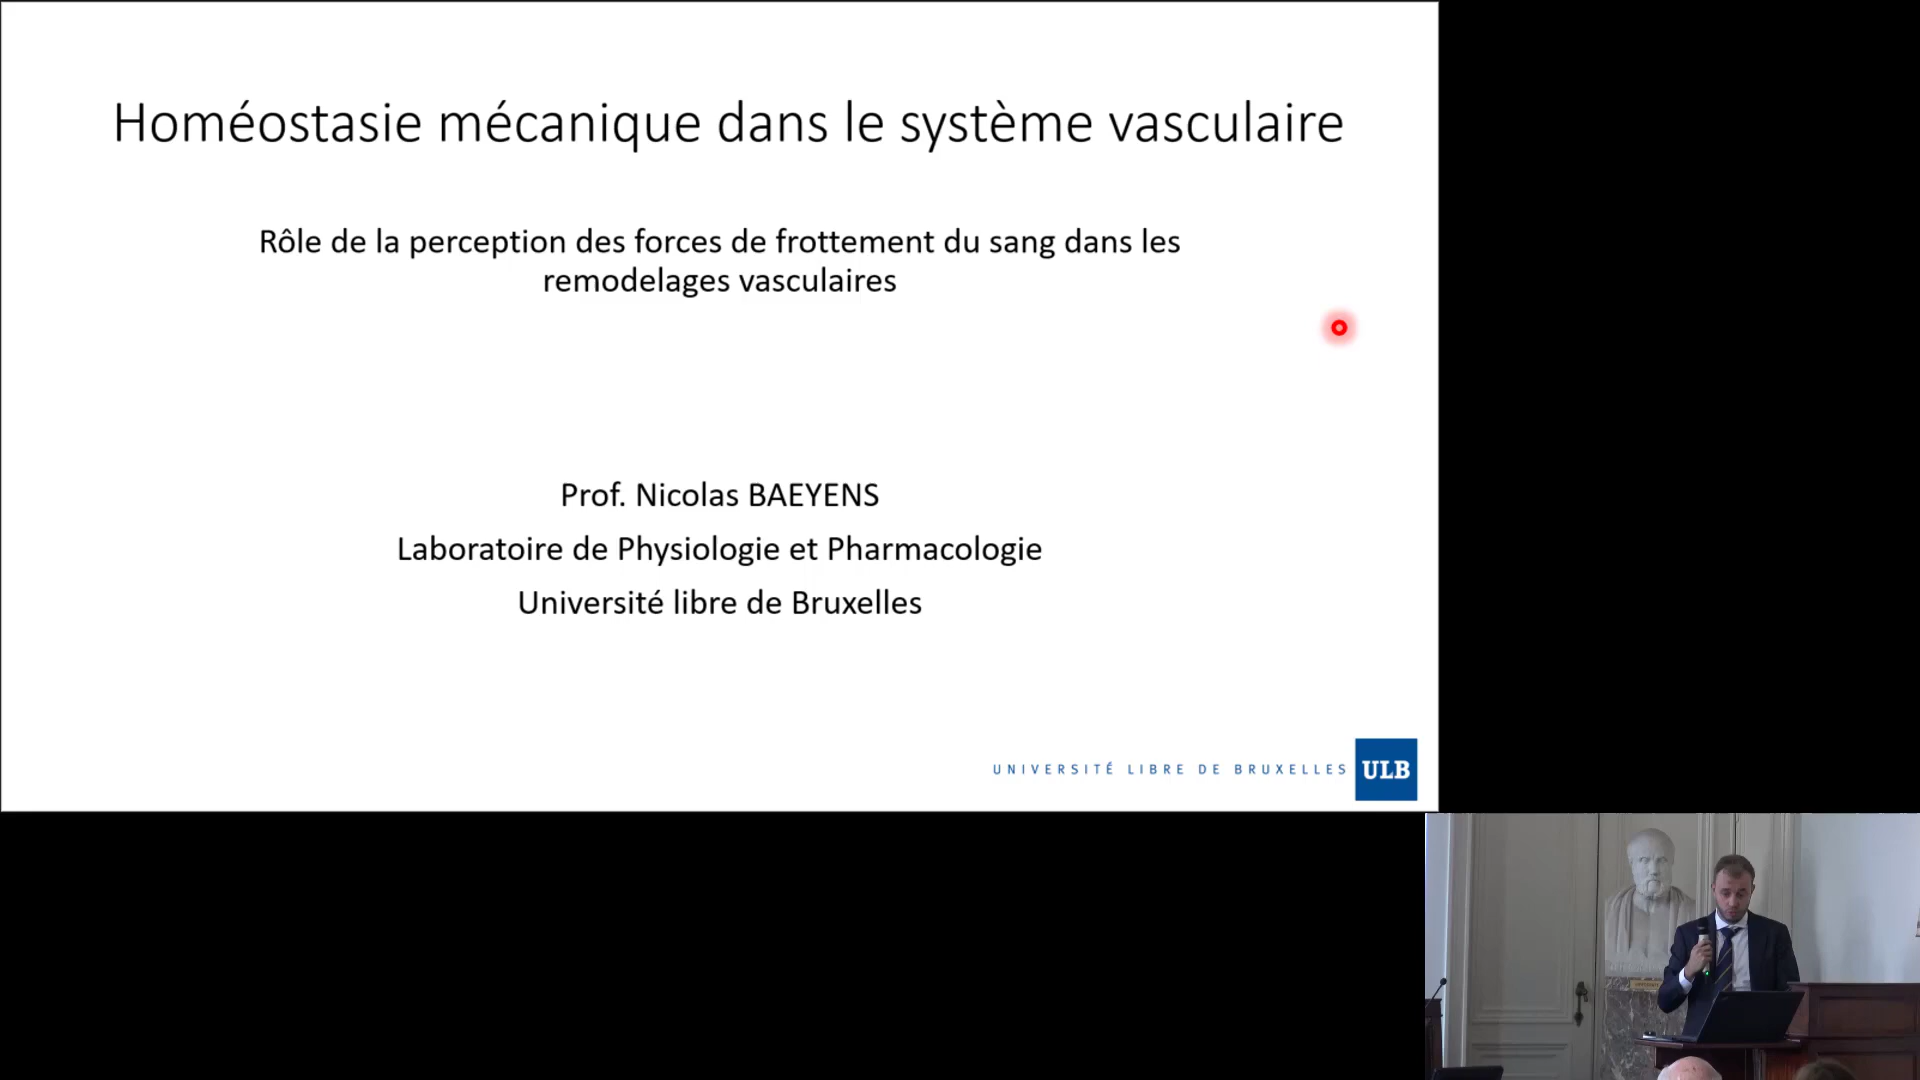 Homéostasie mécanique dans le système vasculaire
Rôle de la perception des forces de frottement du sang dans les
remodelages vasculaires
Prof. Nicolas BAEYENS
Laboratoire de Physiologie et Pharmacologie
Université libre de Bruxelles
UNIVERSITÉ LIBRE DE BRUXELLES ULB